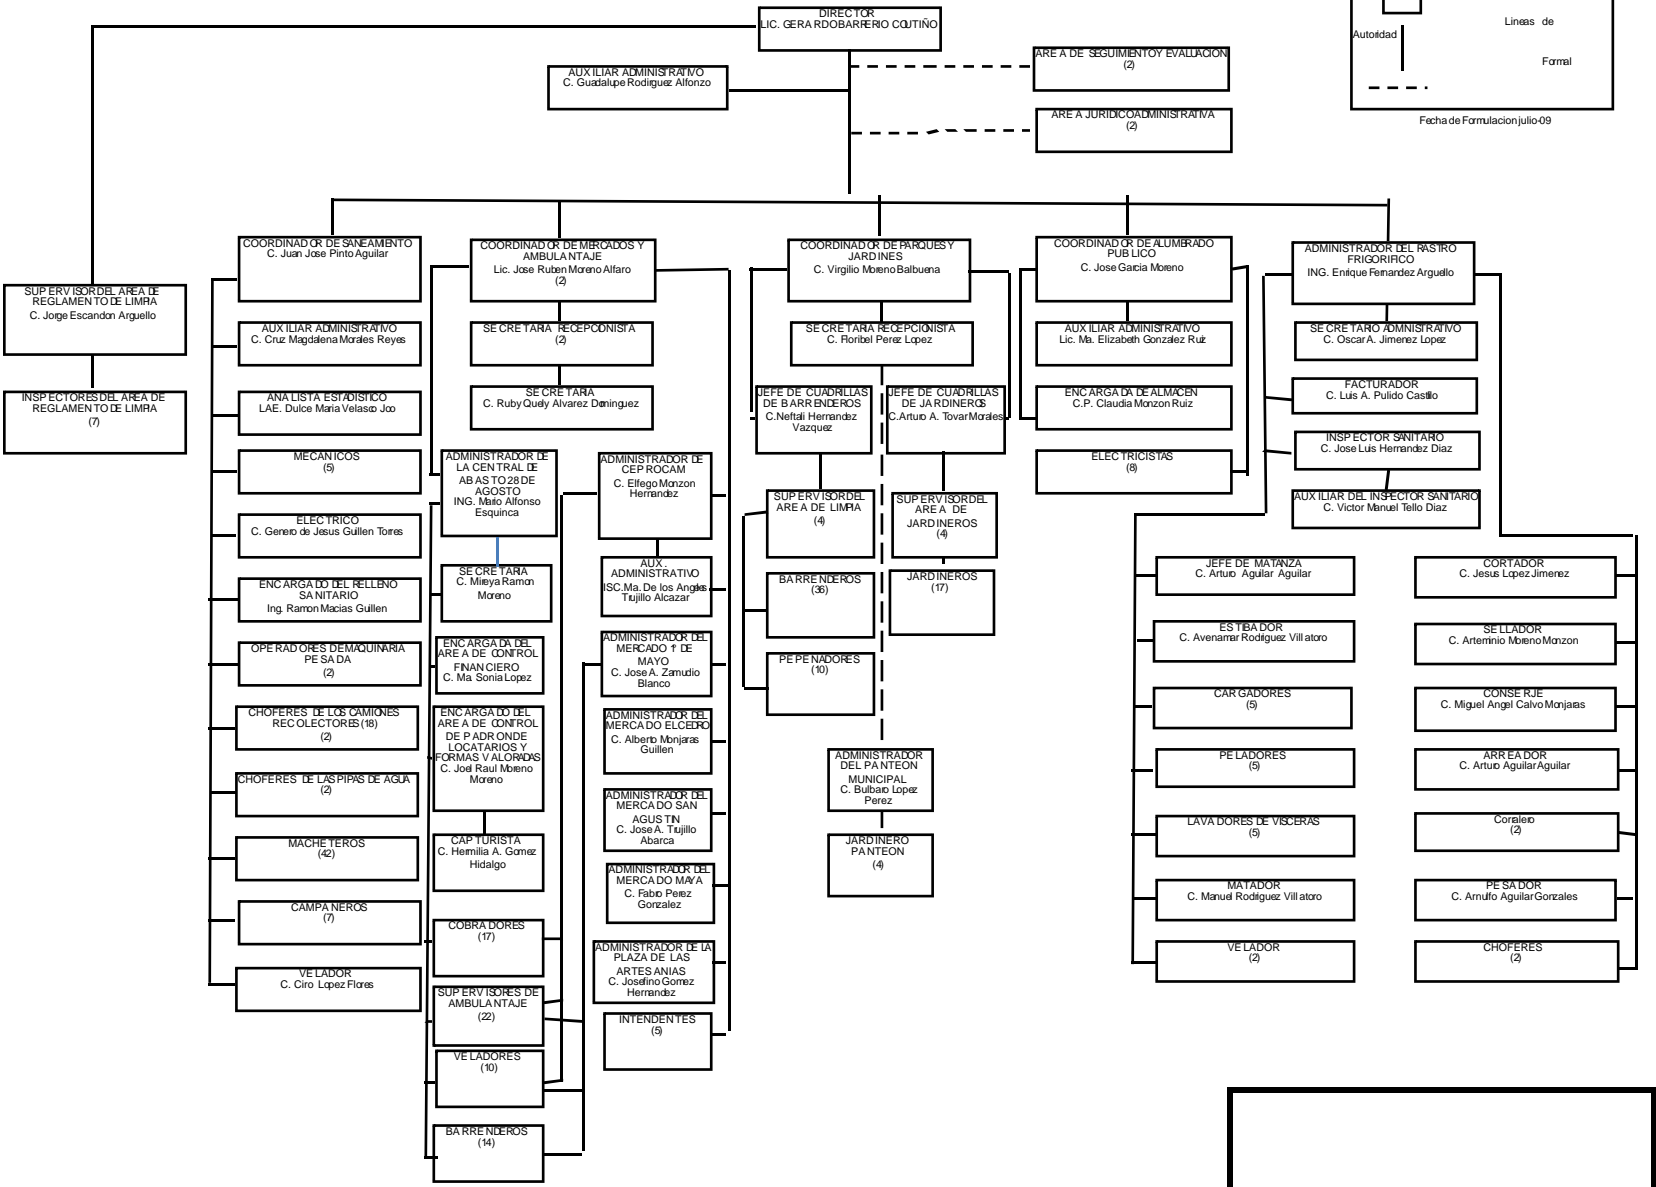 DIRECTOR
LIC. GERARDO BARRERIO COUTIÑO
Lineas de
Autoridad
Formal
Fecha de Formulacion julio-09
AREA DE SEGUIMIENTO Y EVALUACION
(2)
AUXILIAR ADMINISTRATIVO
C. Guadalupe Rodirguez Alfonzo
AREA JURIDICO ADMINISTRATIVA
(2)
SUPERVISOR DEL AREA DE
REGLAMENTO DE LIMPIA
C. Jorge Escandon Arguello
INSPECTORES DEL AREA DE
REGLAMENTO DE LIMPIA
(7)
COORDINADOR DE SANEAMIENTO
C. Juan Jose Pinto Aguilar
AUXILIAR ADMINISTRATIVO
C. Cruz Magdalena Morales Reyes
ANALISTA ESTADISTICO
LAE. Dulce Maria Velasco Joo
MECANICOS
(5)
ELECTRICO
C. Genero de Jesus Guillen Torres
ENCARGADO DEL RELLENO
SANITARIO
Ing. Ramon Macias Guillen
OPERADORES DE MAQUINARIA
PESADA
(2)
CHOFERES DE LOS CAMIONES
RECOLECTORES (18)
(2)
CHOFERES DE LAS PIPAS DE AGUA
(2)
MACHETEROS
(42)
CAMPANEROS
(7)
VELADOR
C. Ciro Lopez Flores
COORDINADOR DE MERCADOS Y
AMBULANTAJE
Lic. Jose Ruben Moreno Alfaro
(2)
SECRETARIA RECEPCIONISTA
(2)
SECRETARIA
C. Ruby Quely Alvarez Dominguez
ADMINISTRADOR DE
LA CENTRAL DE
ABASTO 28 DE
AGOSTO
ING. Mario Alfonso
Esquinca
SECRETARIA
C. Mireya Ramon
Moreno
ENCARGADA DEL
AREA DE CONTROL
FINANCIERO
C. Ma. Sonia Lopez
ENCARGADO DEL
AREA DE CONTROL
DE PADRON DE
LOCATARIOS Y
FORMAS VALORADAS
C. Joel Raul Moreno
Moreno
CAPTURISTA
C. Hermilia A. Gomez
Hidalgo
COBRADORES
(17)
SUPERVISORES DE
AMBULANTAJE
(22)
VELADORES
(10)
BARRENDEROS
(14)
ADMINISTRADOR DE
CEPROCAM
C. Elfego Monzon
Hernandez
AUX.
ADMINISTRATIVO
ISC.Ma. De los Angeles
Trujillo Alcazar
ADMINISTRADOR DEL
MERCADO 1° DE
MAYO
C. Jose A. Zamudio
Blanco
ADMINISTRADOR DEL
MERCADO EL CEDRO
C. Alberto Monjaras
Guillen
ADMINISTRADOR DEL
MERCADO SAN
AGUSTIN
C. Jose A. Trujillo
Abarca
ADMINISTRADOR DEL
MERCADO MAYA
C. Fabio Perez
Gonzalez
ADMINISTRADOR DE LA
PLAZA DE LAS
ARTESANIAS
C. Josefino Gomez
Hernandez
INTENDENTES
(5)
COORDINADOR DE PARQUES Y
JARDINES
C. Virgilio Moreno Balbuena
SECRETARIA RECEPCIONISTA
C. Floribel Perez Lopez
JEFE DE CUADRILLAS
DE BARRENDEROS
C.Neftali Hernandez
Vazquez
JEFE DE CUADRILLAS
DE JARDINEROS
C.Arturo A. Tovar Morales
SUPERVISOR DEL
AREA DE LIMPIA
(4)
SUPERVISOR DEL
AREA DE
JARDINEROS
(4)
BARRENDEROS
(36)
JARDINEROS
(17)
PEPENADORES
(10)
ADMINISTRADOR
DEL PANTEON
MUNICIPAL
C. Bulbaro Lopez
Perez
JARDINERO
PANTEON
(4)
COORDINADOR DE ALUMBRADO
PUBLICO
C. Jose Garcia Moreno
AUXILIAR ADMINISTRATIVO
Lic. Ma. Elizabeth Gonzalez Ruiz
ENCARGADA DE ALMACEN
C.P. Claudia Monzon Ruiz
ELECTRICISTAS
(8)
ADMINISTRADOR DEL RASTRO
FRIGORIFICO
ING. Enrique Fernandez Arguello
SECRETARIO ADMNISTRATIVO
C. Oscar A. Jimenez Lopez
FACTURADOR
C. Luis A. Pulido Castillo
INSPECTOR SANITARIO
C. Jose Luis Hernandez Diaz
AUXILIAR DEL INSPECTOR SANITARIO
C. Victor Manuel Tello Diaz
JEFE DE MATANZA
C. Arturo Aguilar Aguilar
ESTIBADOR
C. Avenamar Rodriguez Villatoro
CARGADORES
(5)
PELADORES
(5)
LAVADORES DE VISCERAS
(5)
MATADOR
C. Manuel Rodriguez Villatoro
VELADOR
(2)
CORTADOR
C. Jesus Lopez Jimenez
SELLADOR
C. Arteminio Moreno Monzon
CONSERJE
C. Miguel Angel Calvo Monjaras
ARREADOR
C. Arturo Aguilar Aguilar
Corralero
(2)
PESADOR
C. Arnulfo Aguilar Gonzales
CHOFERES
(2)